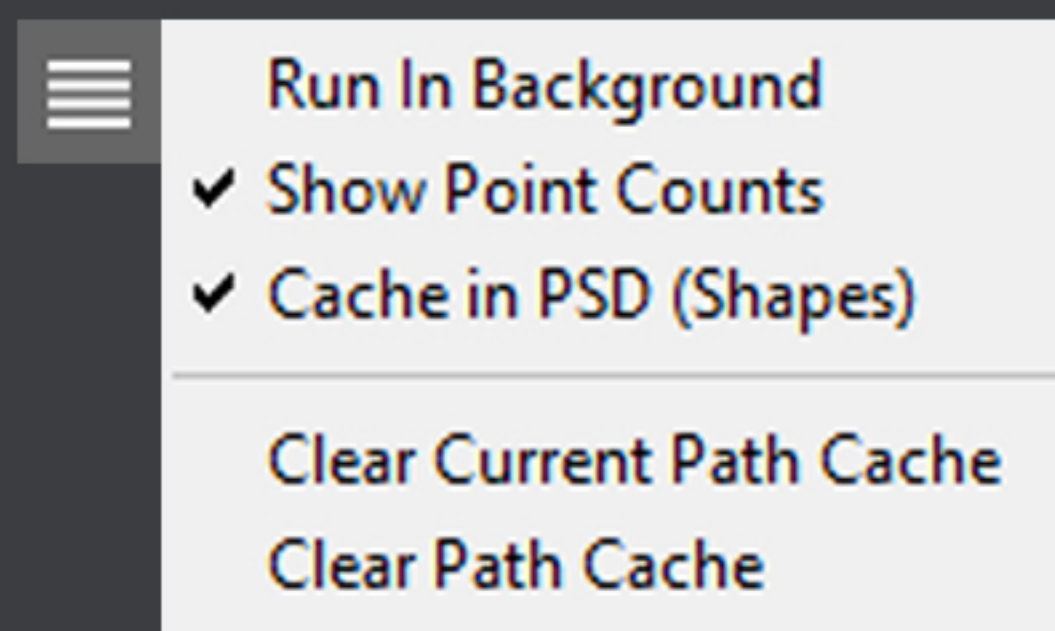 Run In Background
Show Point Counts
Cache in PSD (Shapes)
Clear Current Path Cache
Clear Path Cache